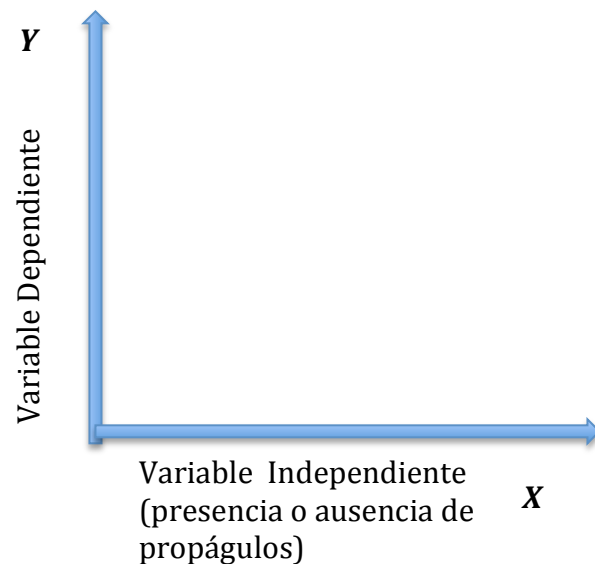 Y
Variable Dependiente
Variable Independiente
(presencia o ausencia de
propágulos)
X